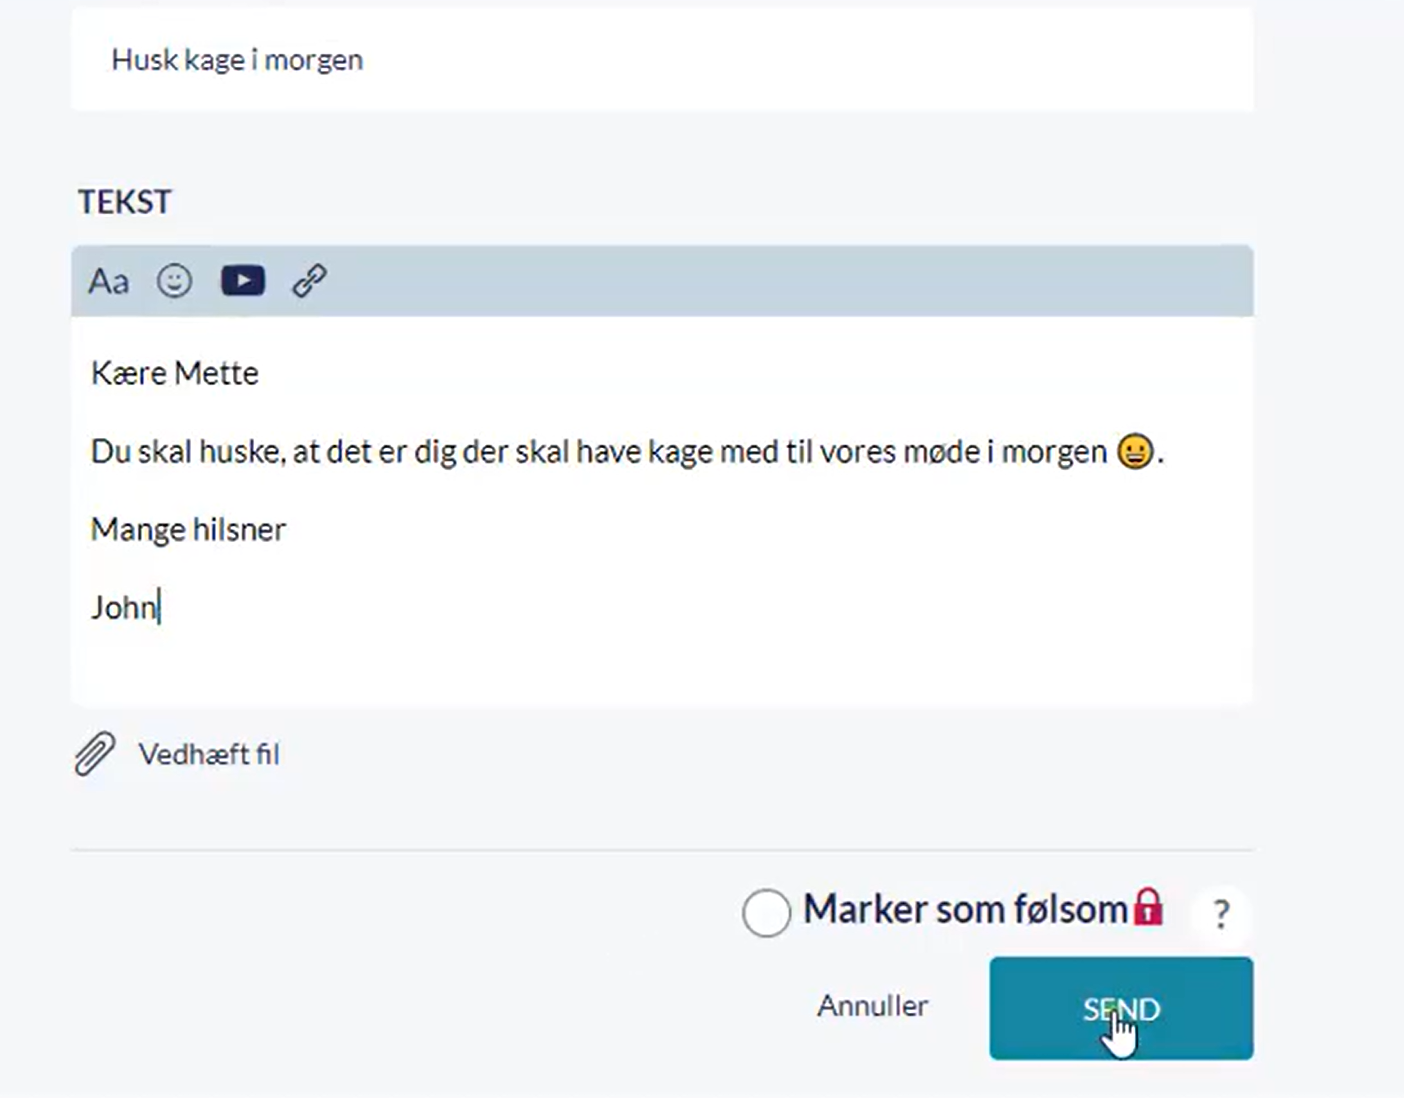 Husk kage i morgen
TEKST
Aa
Kære Mette
Du skal huske, at det er dig der skal have kage med til vores møde i morgen 😀.
Mange hilsner
John
Vedhæft fil
Marker som følsom
?
Annuller
SEND